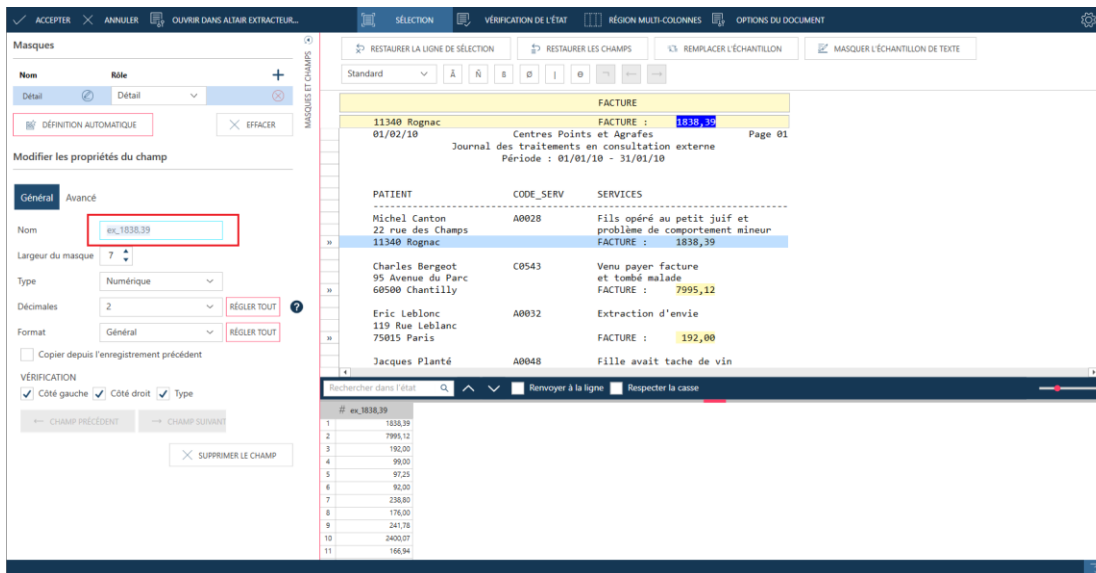 ACCEPTER ANNULER OUVRIR DANS ALTAIR EXTRACTEUR... SÉLECTION VÉRIFICATION DE L'ÉTAT RÉGION MULTI-COLONNES OPTIONS DU DOCUMENT
Masques
Nom Rôle
Détail Détail
DÉFINITION AUTOMATIQUE EFFACER
Modifier les propriétés du champ
Général Avancé
Nom ex_1838.39
Largeur du masque 7
Type Numérique
Décimales 2 RÉGLER TOUT
Format Général RÉGLER TOUT
Copier depuis l'enregistrement précédent
VÉRIFICATION
Côté gauche Côté droit Type
CHAMP PRÉCÉDENT CHAMP SUIVANT
SUPPRIMER LE CHAMP
MASQUES ET CHAMPS
RESTAURER LA LIGNE DE SÉLECTION RESTAURER LES CHAMPS REMPLACER L'ÉCHANTILLON MASQUER L'ÉCHANTILLON DE TEXTE
Standard Ä Ñ ß Ø | ɵ ¬
FACTURE
11340 Rognac FACTURE : 1838,39
01/02/10 Centres Points et Agrafes Page 01
Journal des traitements en consultation externe
Période : 01/01/10 - 31/01/10
PATIENT CODE_SERV SERVICES
Michel Canton A0028 Fils opéré au petit juif et
22 rue des Champs problème de comportement mineur
11340 Rognac FACTURE : 1838,39
Charles Bergeot C0543 Venu payer facture
95 Avenue du Parc et tombé malade
60500 Chantilly FACTURE : 7995,12
Eric Leblonc A0032 Extraction d'envie
119 Rue Leblanc
75015 Paris FACTURE : 192,00
Jacques Planté A0048 Fille avait tache de vin
Rechercher dans l'état Renvoyer à la ligne Respecter la casse
# ex_1838,39
1 1838,39
2 7995,12
3 192,00
4 99,00
5 97,25
6 92,00
7 238,80
8 176,00
9 241,78
10 2400,07
11 166,94